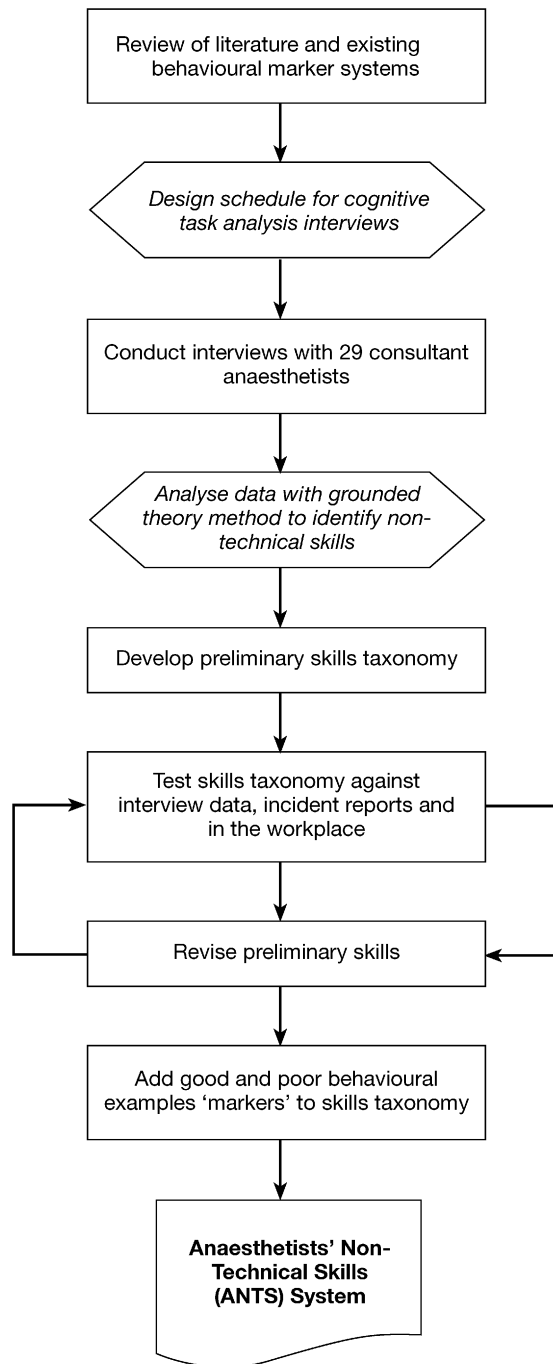 Review of literature and existing
behavioural marker systems
Design schedule for cognitive
task analysis interviews
Conduct interviews with 29 consultant
anaesthetists
Analyse data with grounded
theory method to identify non-
technical skills
Develop preliminary skills taxonomy
Test skills taxonomy against
interview data, incident reports and
in the workplace
Revise preliminary skills
Add good and poor behavioural
examples ‘markers’ to skills taxonomy
Anaesthetists’ Non-
Technical Skills
(ANTS) System